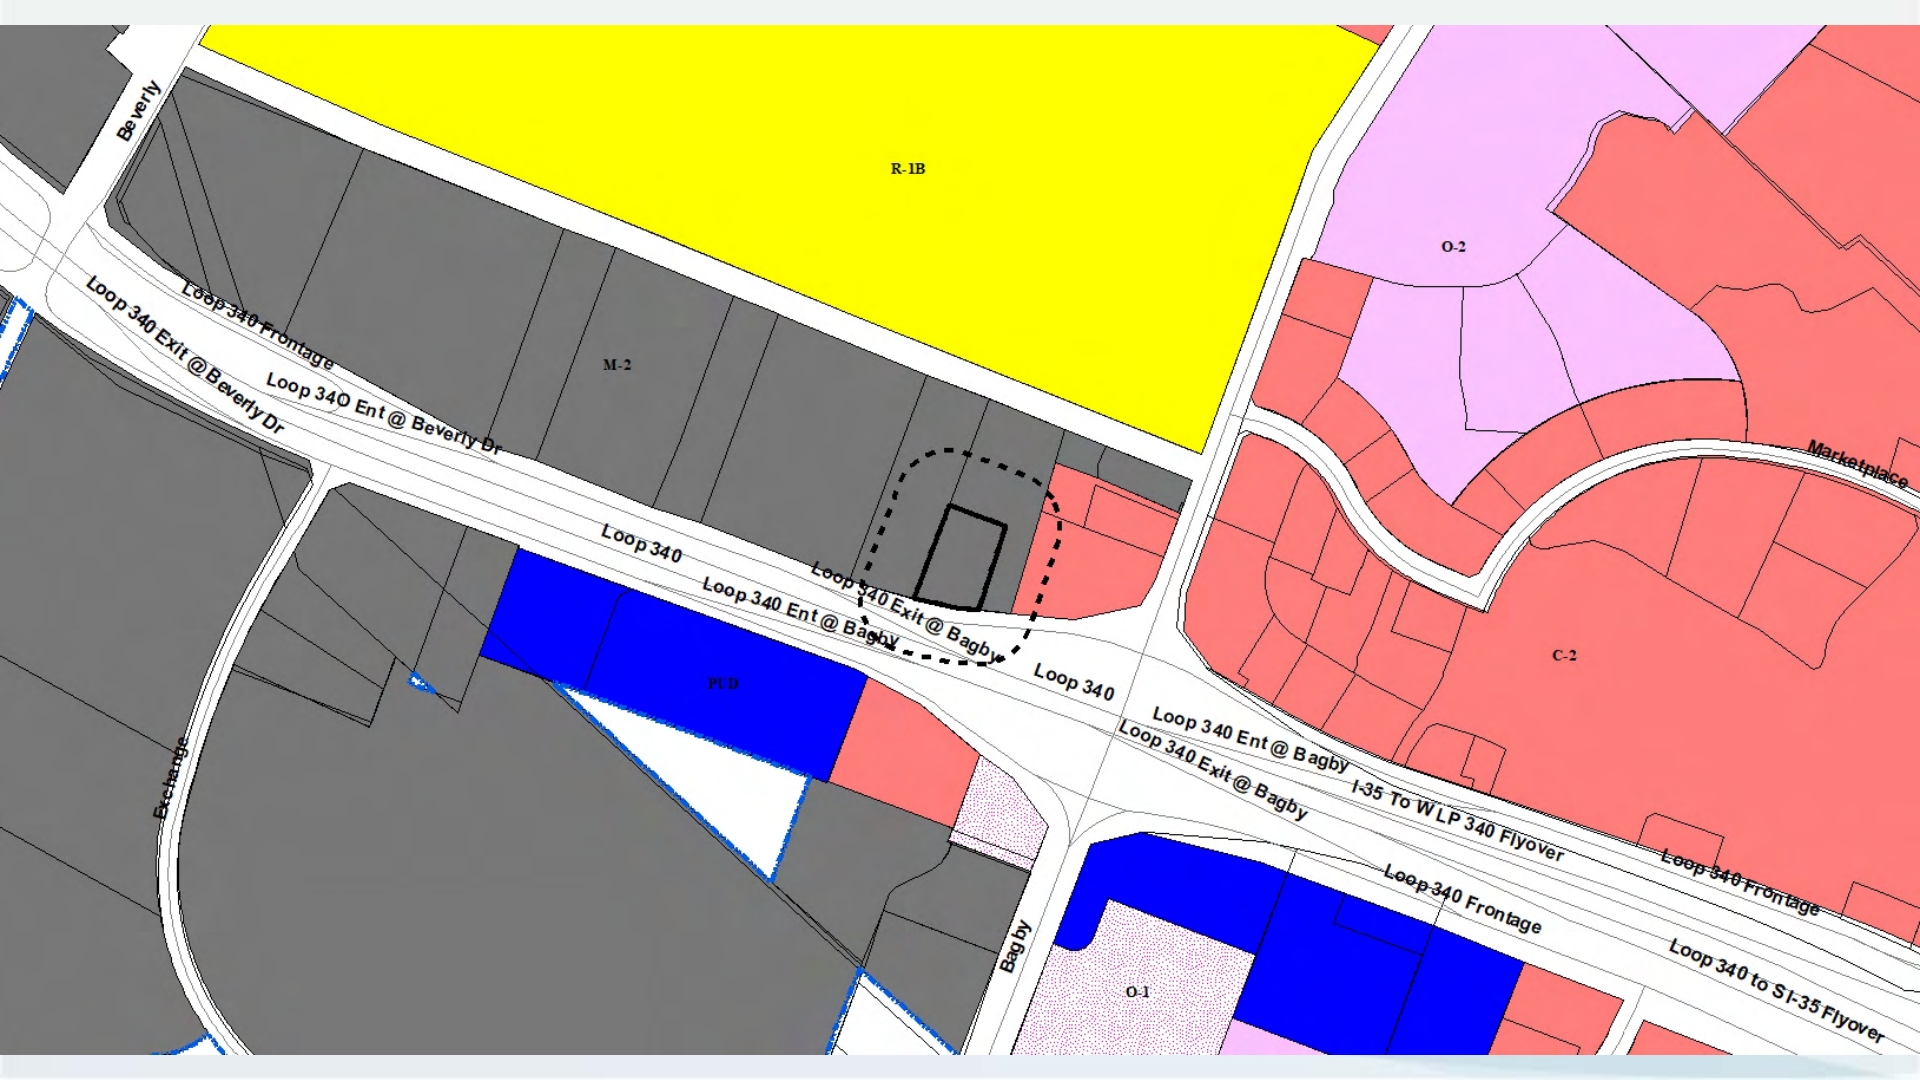 Beverly
R-1B
O-2
Loop 340 Frontage
Loop 340 Exit @ Beverly Dr
M-2
Loop 340 Ent @ Beverly Dr
Marketplace
Loop 340
Loop 340 Exit @ Bagby
Loop 340 Ent @ Bagby
C-2
Loop 340
PUD
Loop 340 Ent @ Bagby
Loop 340 Exit @ Bagby
Exchange
I-35 To W LP 340 Flyover
Loop 340 Frontage
Loop 340 Frontage
Bagby
O-1
Loop 340 to S I-35 Flyover